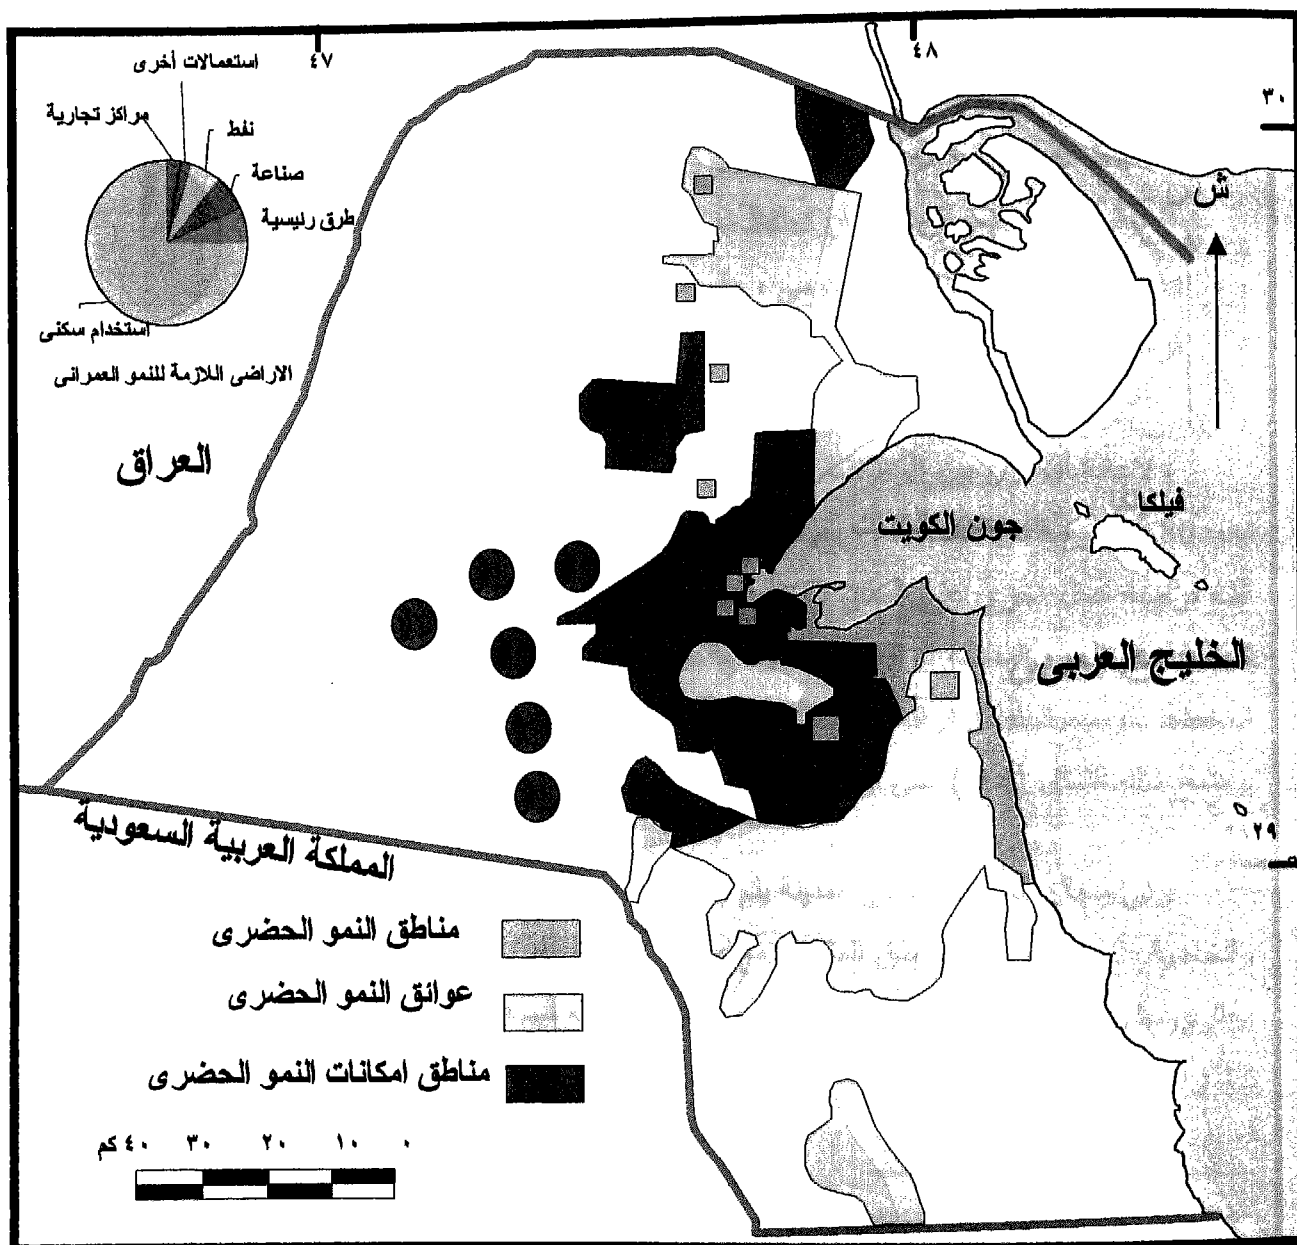 ٤٧
٤٨
٣٠
استعمالات أخرى
مراكز تجارية
نفط
صناعة
طرق رئيسية
استخدام سكنى
الاراضى اللازمة للنمو العمرانى
ش
العراق
فيلكا
جون الكويت
الخليج العربى
٢٩
المملكة العربية السعودية
مناطق النمو الحضرى
عوائق النمو الحضرى
مناطق امكانات النمو الحضرى
٤٠ كم ٣٠ ٢٠ ١٠ ٠